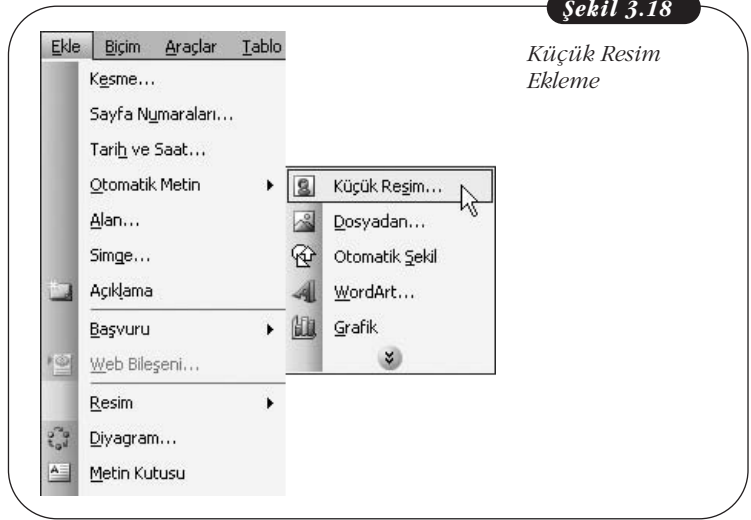 Şekil 3.18
Küçük Resim
Ekleme
Ekle Biçim Araçlar Tablo
Kesme...
Sayfa Numaraları...
Tarih ve Saat...
Otomatik Metin
Alan...
Simge...
Açıklama
Başvuru
Web Bileşeni...
Resim
Diyagram...
Metin Kutusu
Küçük Resim...
Dosyadan...
Otomatik Şekil
WordArt...
Grafik